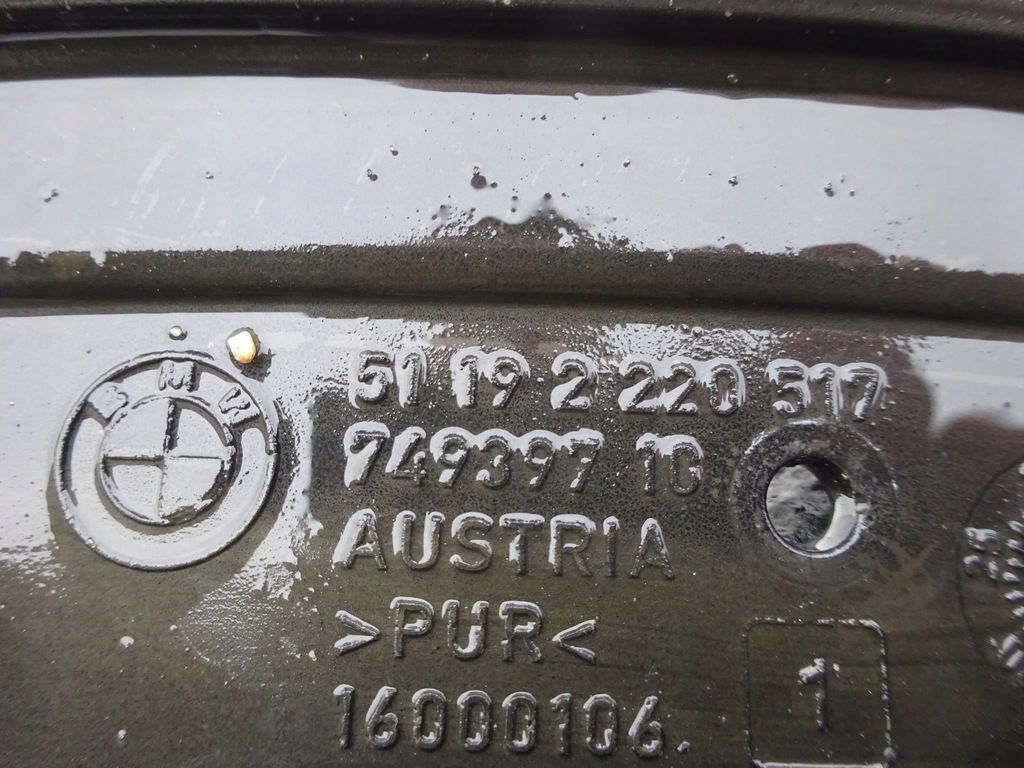 BMW
51 19 2 220 517
749397 10
AUSTRIA
>PUR<
16000106.
1